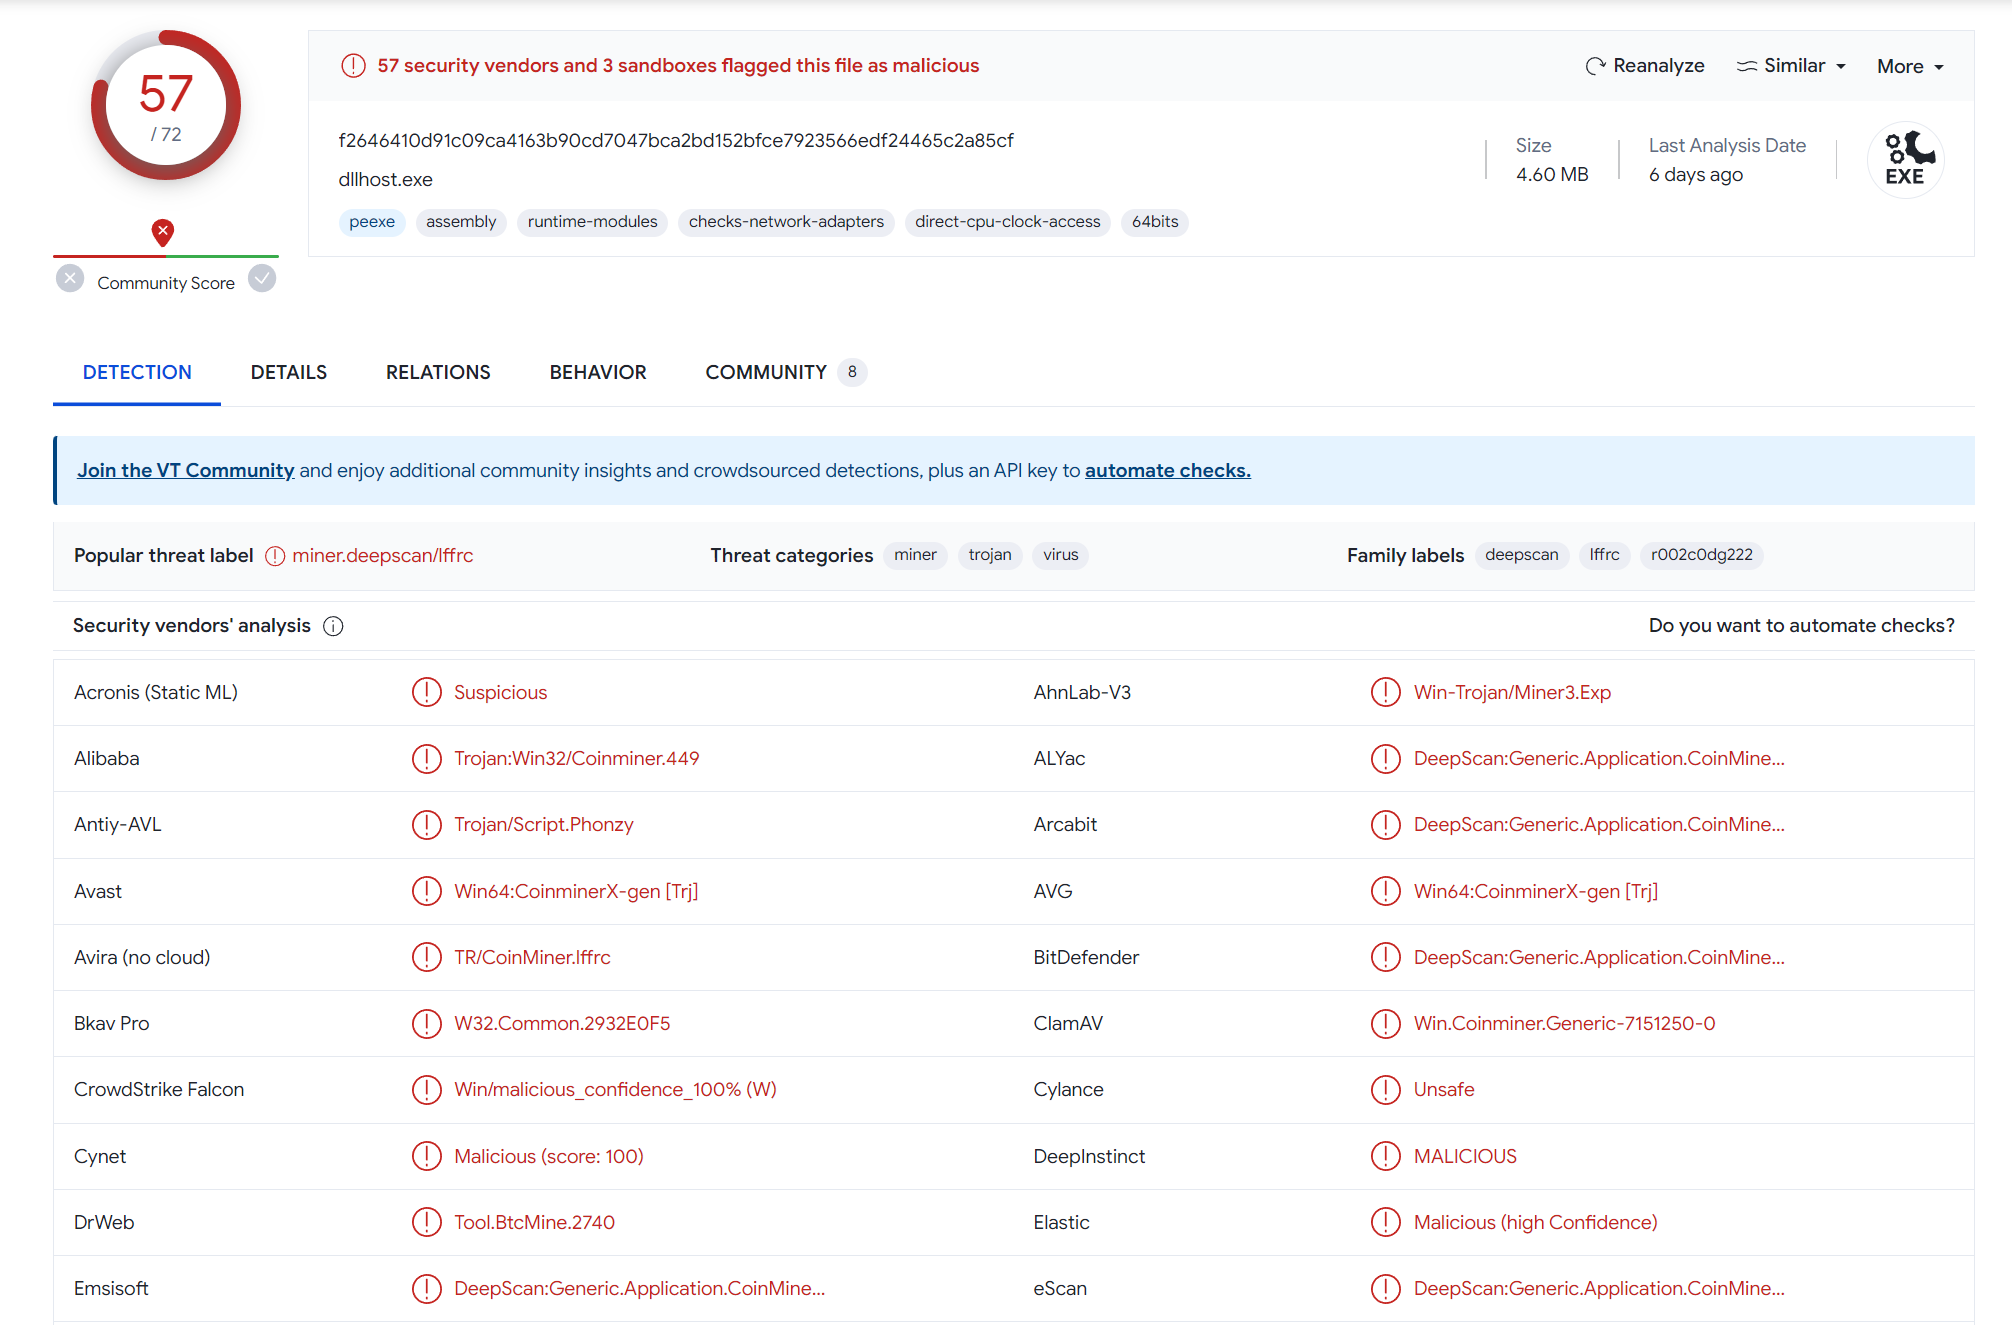 57
/ 72
Community Score
57 security vendors and 3 sandboxes flagged this file as malicious
Reanalyze
Similar
More
f2646410d91c09ca4163b90cd7047bca2bd152bfce7923566edf24465c2a85cf
dllhost.exe
peexe
assembly
runtime-modules
checks-network-adapters
direct-cpu-clock-access
64bits
Size
4.60 MB
Last Analysis Date
6 days ago
EXE
DETECTION
DETAILS
RELATIONS
BEHAVIOR
COMMUNITY 8
Join the VT Community and enjoy additional community insights and crowdsourced detections, plus an API key to automate checks.
Popular threat label miner.deepscan/lffrc
Threat categories miner trojan virus
Family labels deepscan lffrc r002c0dg222
Security vendors' analysis
Do you want to automate checks?
Acronis (Static ML) Suspicious
AhnLab-V3 Win-Trojan/Miner3.Exp
Alibaba Trojan:Win32/Coinminer.449
ALYac DeepScan:Generic.Application.CoinMine...
Antiy-AVL Trojan/Script.Phonzy
Arcabit DeepScan:Generic.Application.CoinMine...
Avast Win64:CoinminerX-gen [Trj]
AVG Win64:CoinminerX-gen [Trj]
Avira (no cloud) TR/CoinMiner.lffrc
BitDefender DeepScan:Generic.Application.CoinMine...
Bkav Pro W32.Common.2932E0F5
ClamAV Win.Coinminer.Generic-7151250-0
CrowdStrike Falcon Win/malicious_confidence_100% (W)
Cylance Unsafe
Cynet Malicious (score: 100)
DeepInstinct MALICIOUS
DrWeb Tool.BtcMine.2740
Elastic Malicious (high Confidence)
Emsisoft DeepScan:Generic.Application.CoinMine...
eScan DeepScan:Generic.Application.CoinMine...